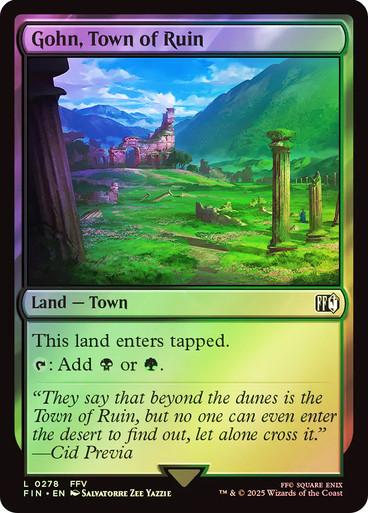 Gohn, Town of Ruin
Land — Town
FF
This land enters tapped.
: Add or .
“They say that beyond the dunes is the
Town of Ruin, but no one can even enter
the desert to find out, let alone cross it.”
—Cid Previa
L 0278 FFV
FIN • EN Salvatorre Zee Yazzie
FF© SQUARE ENIX
™ & © 2025 Wizards of the Coast